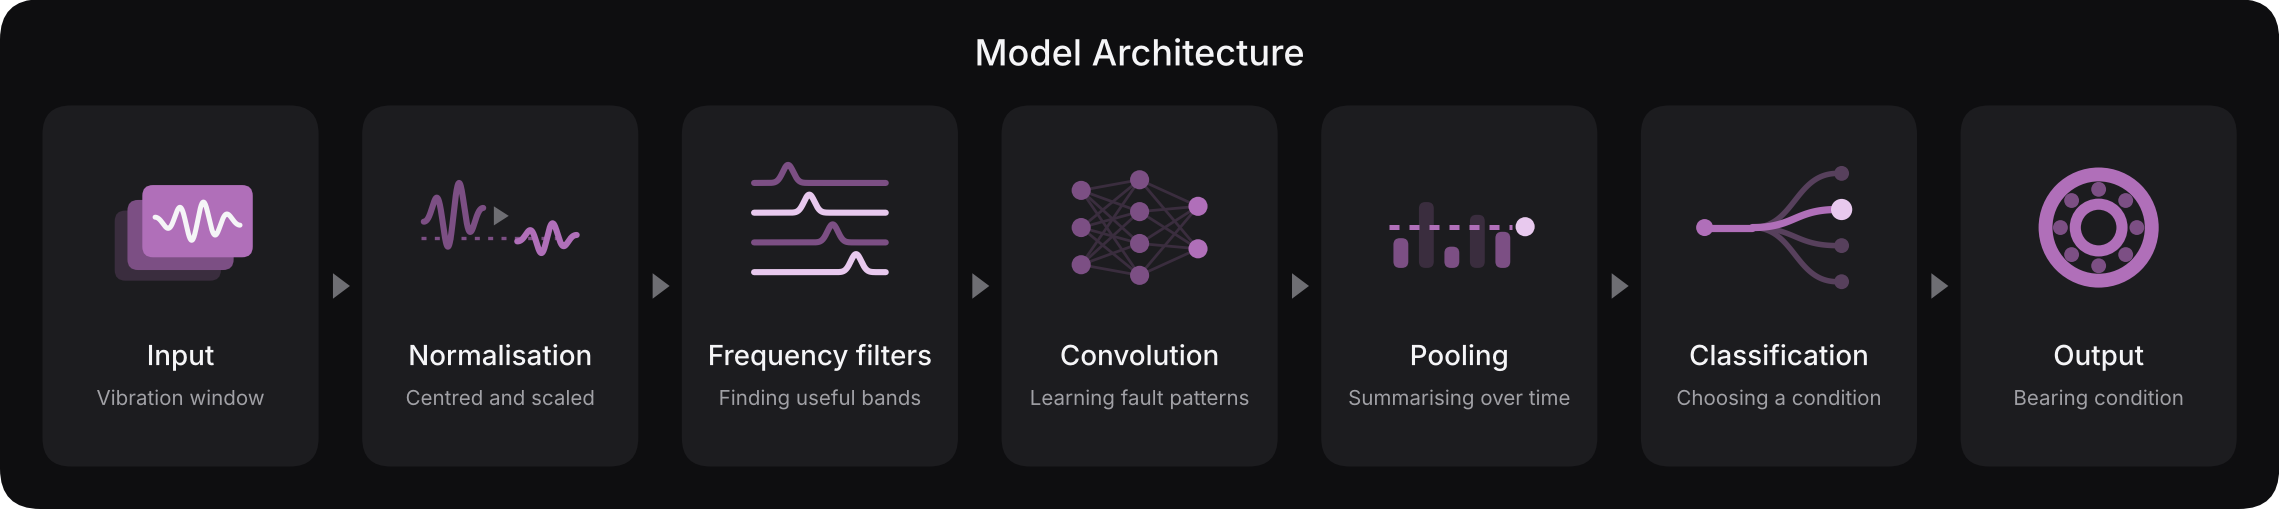 Model Architecture
Input
Vibration window
Normalisation
Centred and scaled
Frequency filters
Finding useful bands
Convolution
Learning fault patterns
Pooling
Summarising over time
Classification
Choosing a condition
Output
Bearing condition